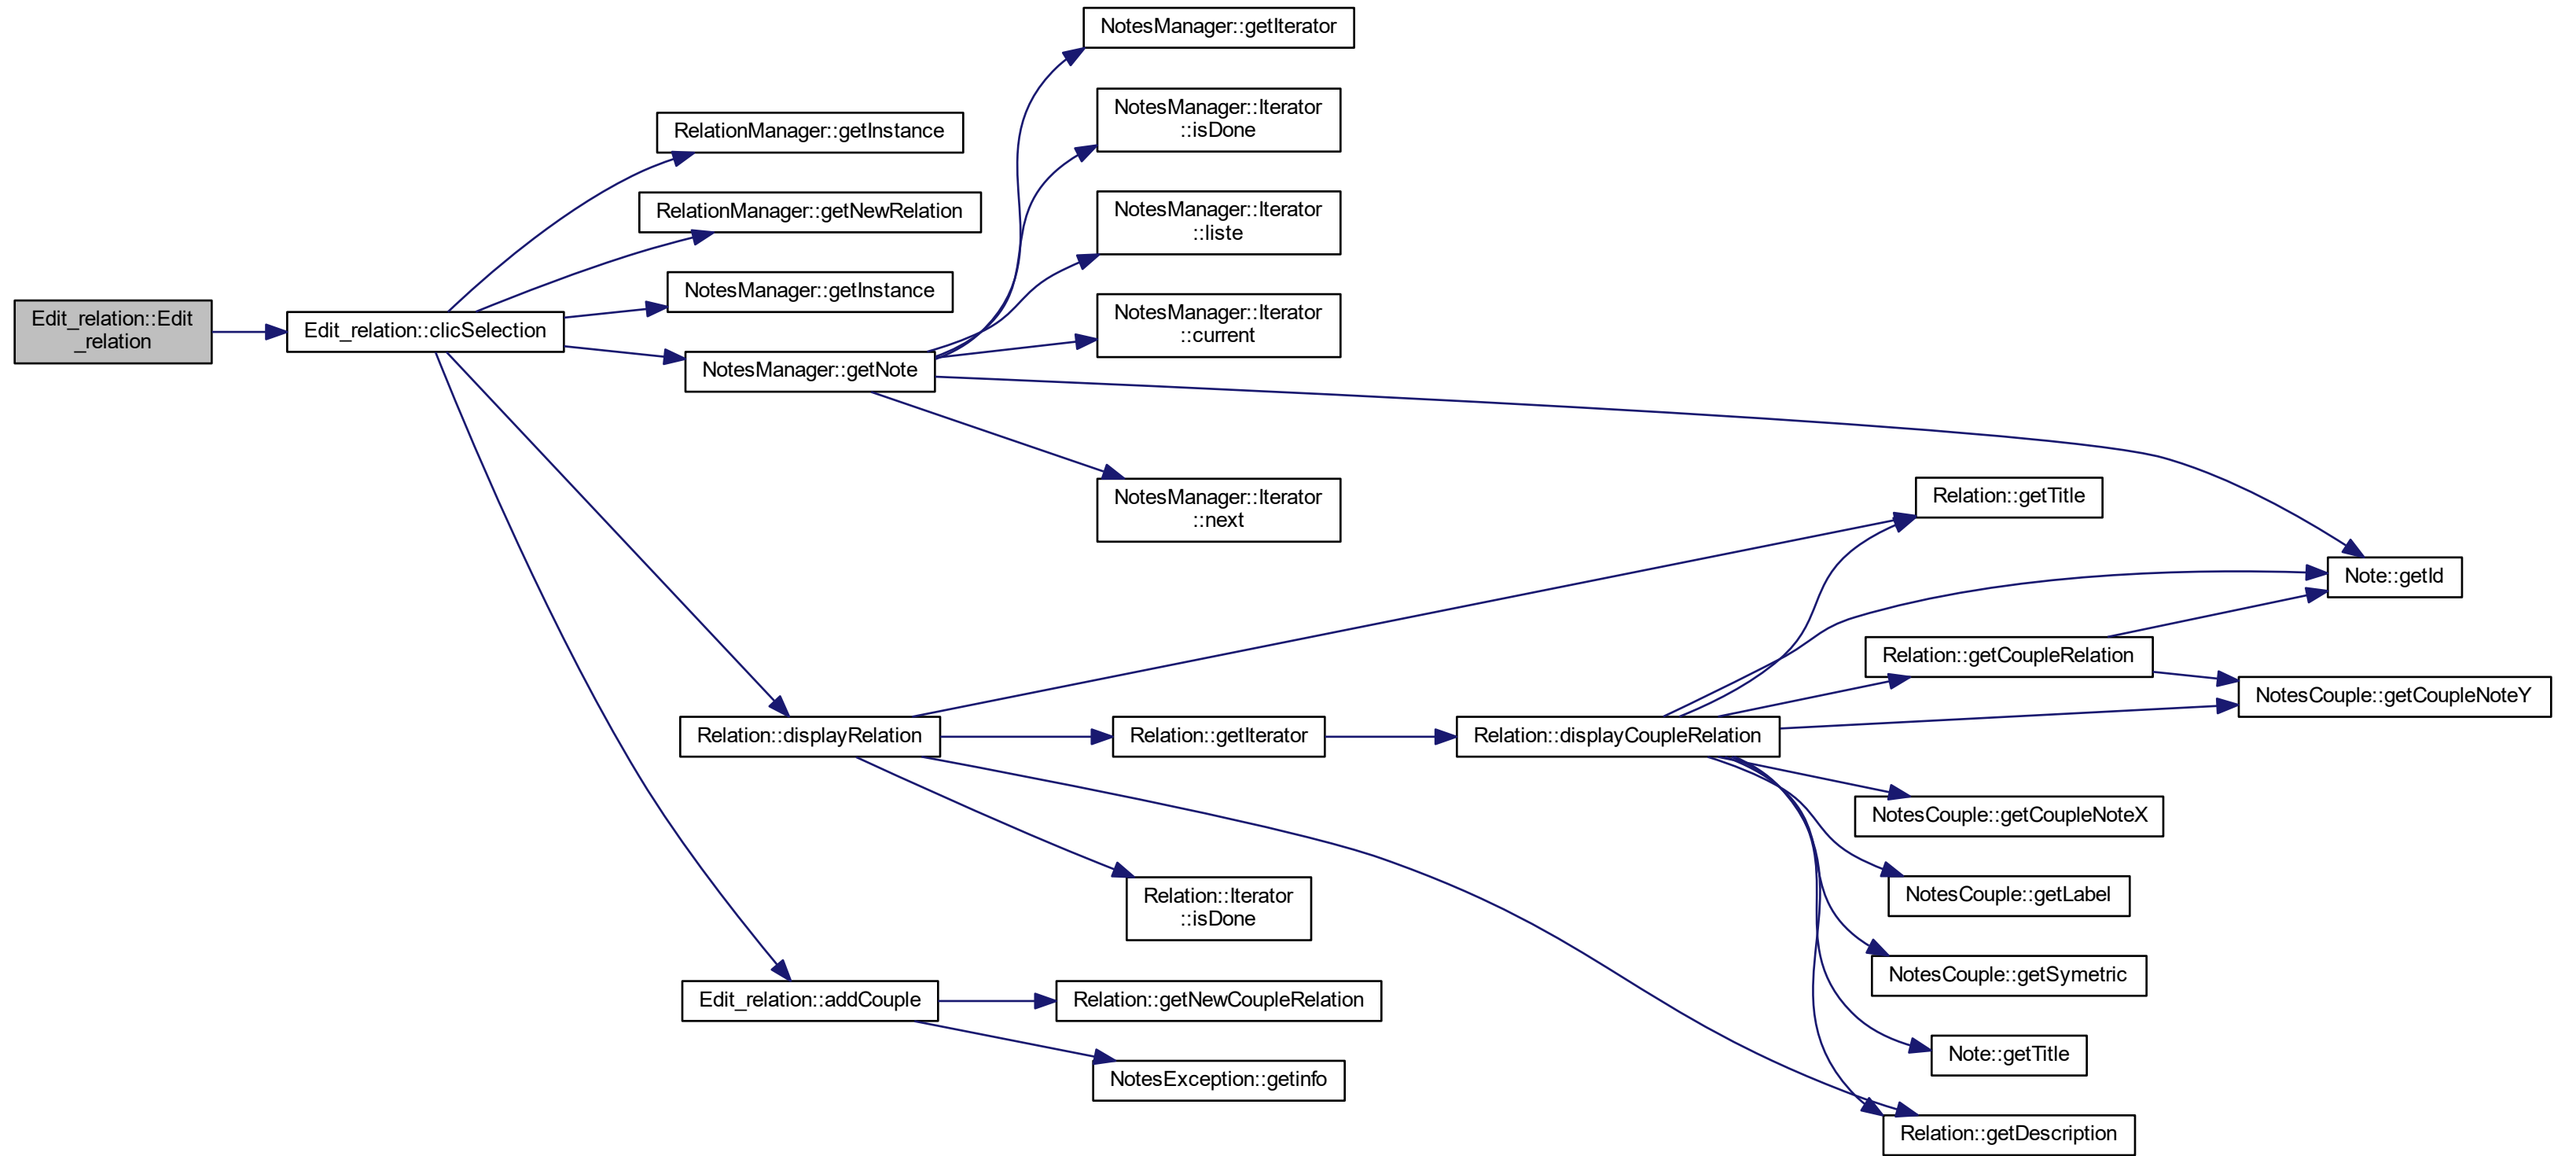 NotesManager::getIterator
NotesManager::Iterator
::isDone
RelationManager::getInstance
RelationManager::getNewRelation
NotesManager::Iterator
::liste
NotesManager::getInstance
Edit_relation::Edit
_relation
Edit_relation::clicSelection
NotesManager::Iterator
::current
NotesManager::getNote
NotesManager::Iterator
::next
Relation::getTitle
Note::getId
Relation::getCoupleRelation
NotesCouple::getCoupleNoteY
Relation::displayRelation
Relation::getIterator
Relation::displayCoupleRelation
NotesCouple::getCoupleNoteX
Relation::Iterator
::isDone
NotesCouple::getLabel
NotesCouple::getSymetric
Edit_relation::addCouple
Relation::getNewCoupleRelation
Note::getTitle
NotesException::getinfo
Relation::getDescription